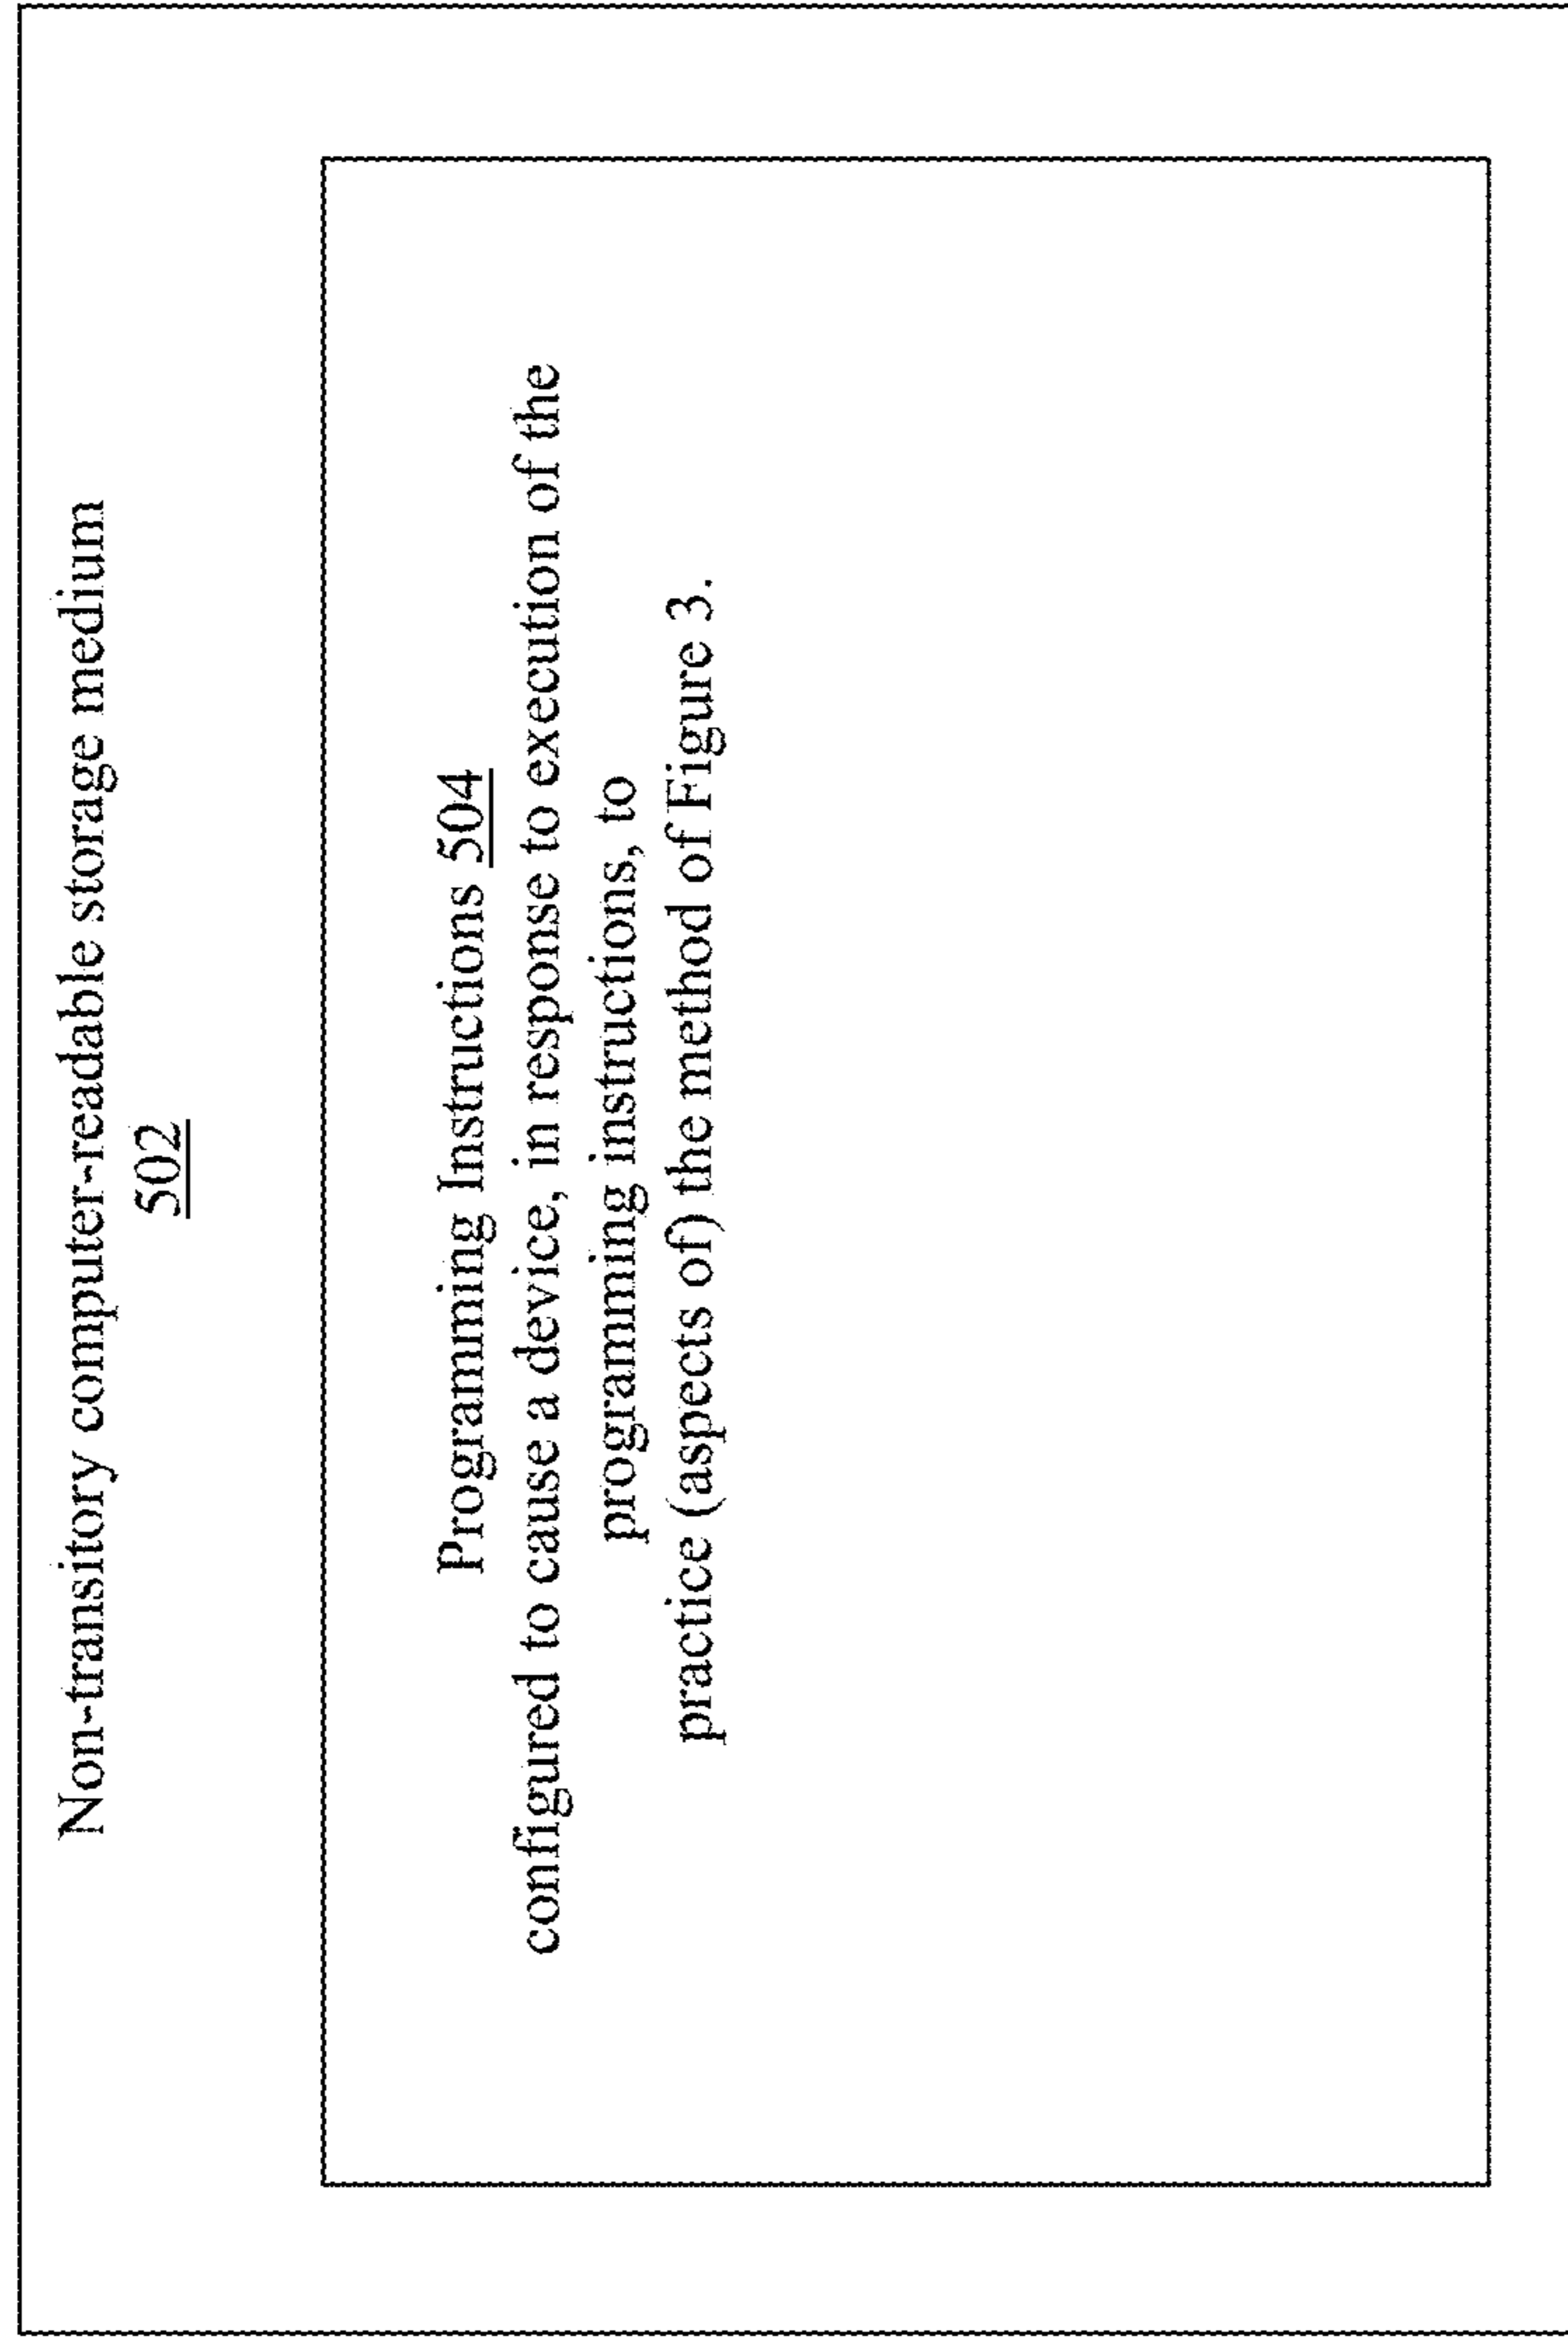 Non-transitory computer-readable storage medium
502
Programming Instructions 504
configured to cause a device, in response to execution of the
programming instructions, to
practice (aspects of) the method of Figure 3.